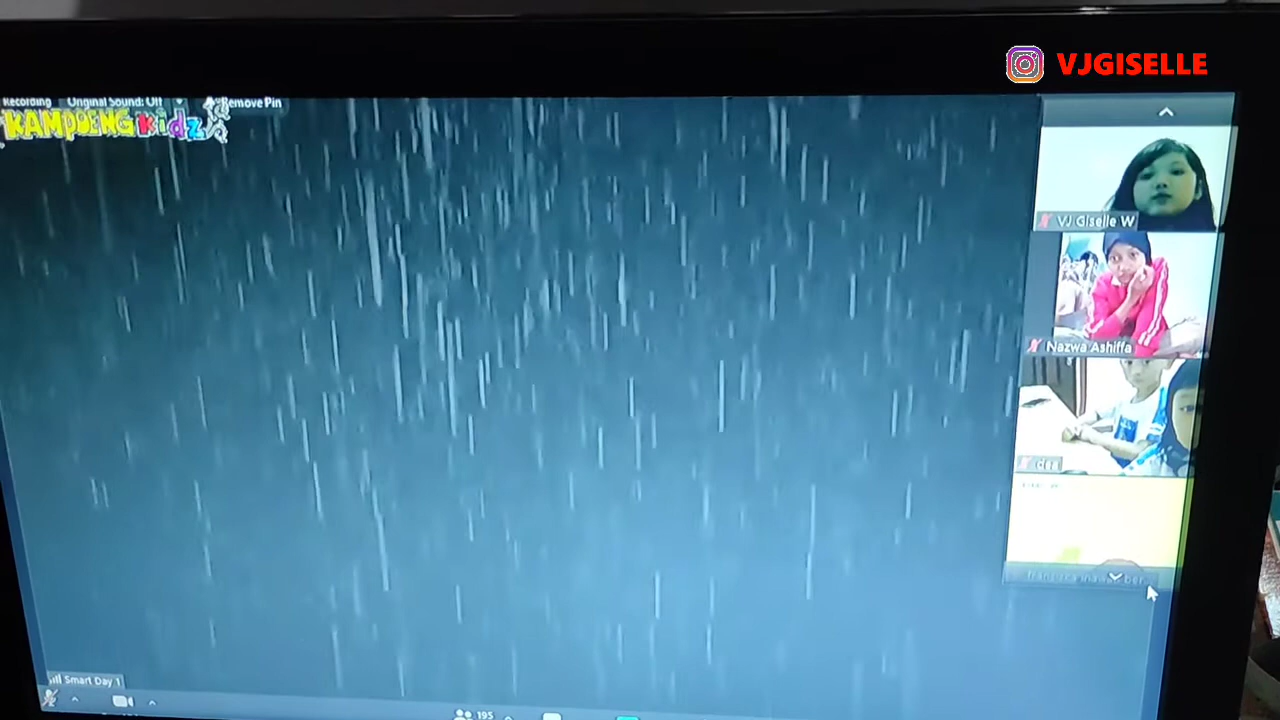 VJGISELLE
Recording Original Sound: Off Remove Pin
KAMPOENG kidz
VJ Giselle W
Nazwa Ashiffa
Smart Day 1
195